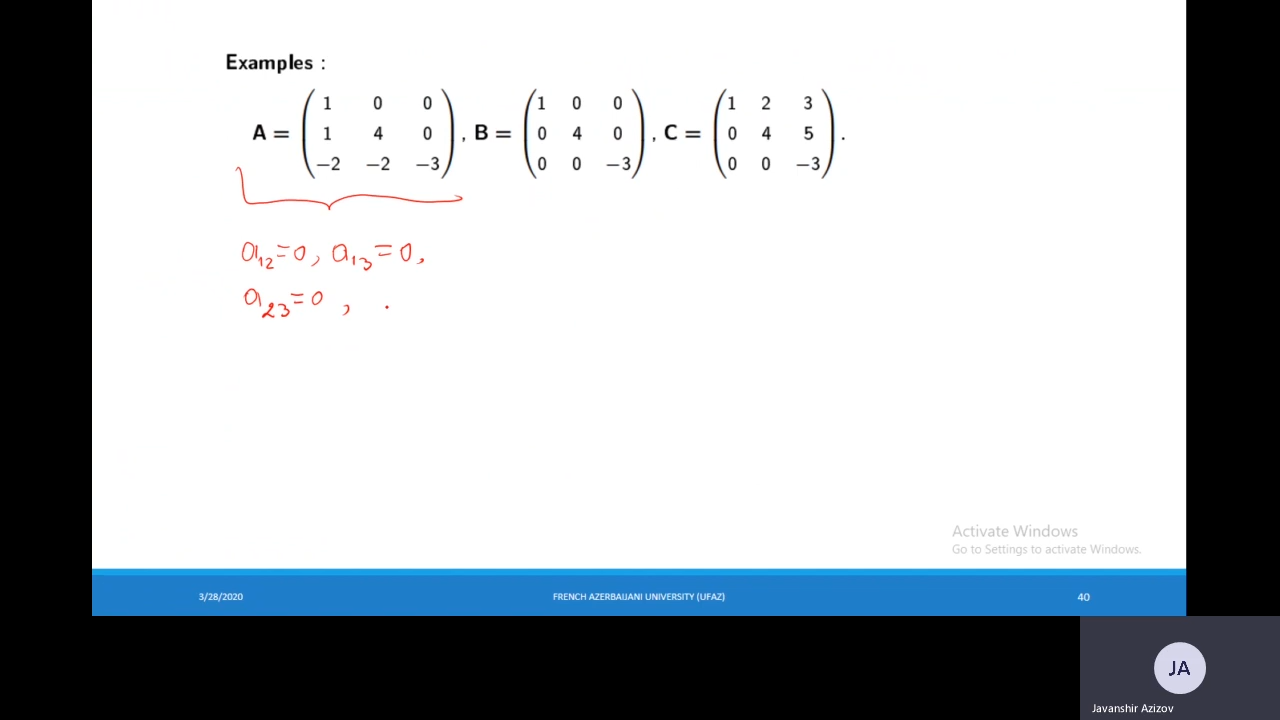 Examples :
A = ( 1 0 0 ) , B = ( 1 0 0 ) , C = ( 1 2 3 ) .
( 1 4 0 ) ( 0 4 0 ) ( 0 4 5 )
( −2 −2 −3 ) ( 0 0 −3 ) ( 0 0 −3 )
a₁₂=0, a₁₃=0,
a₂₃=0 , .
Activate Windows
Go to Settings to activate Windows.
3/28/2020 FRENCH AZERBAIJANI UNIVERSITY (UFAZ) 40
JA
Javanshir Azizov